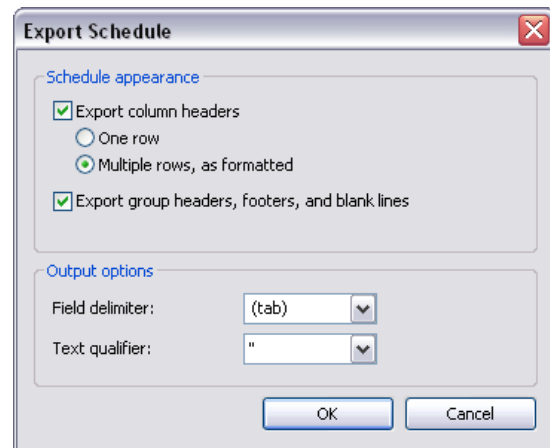 Export Schedule
Schedule appearance
Export column headers
One row
Multiple rows, as formatted
Export group headers, footers, and blank lines
Output options
Field delimiter: (tab)
Text qualifier: "
OK Cancel